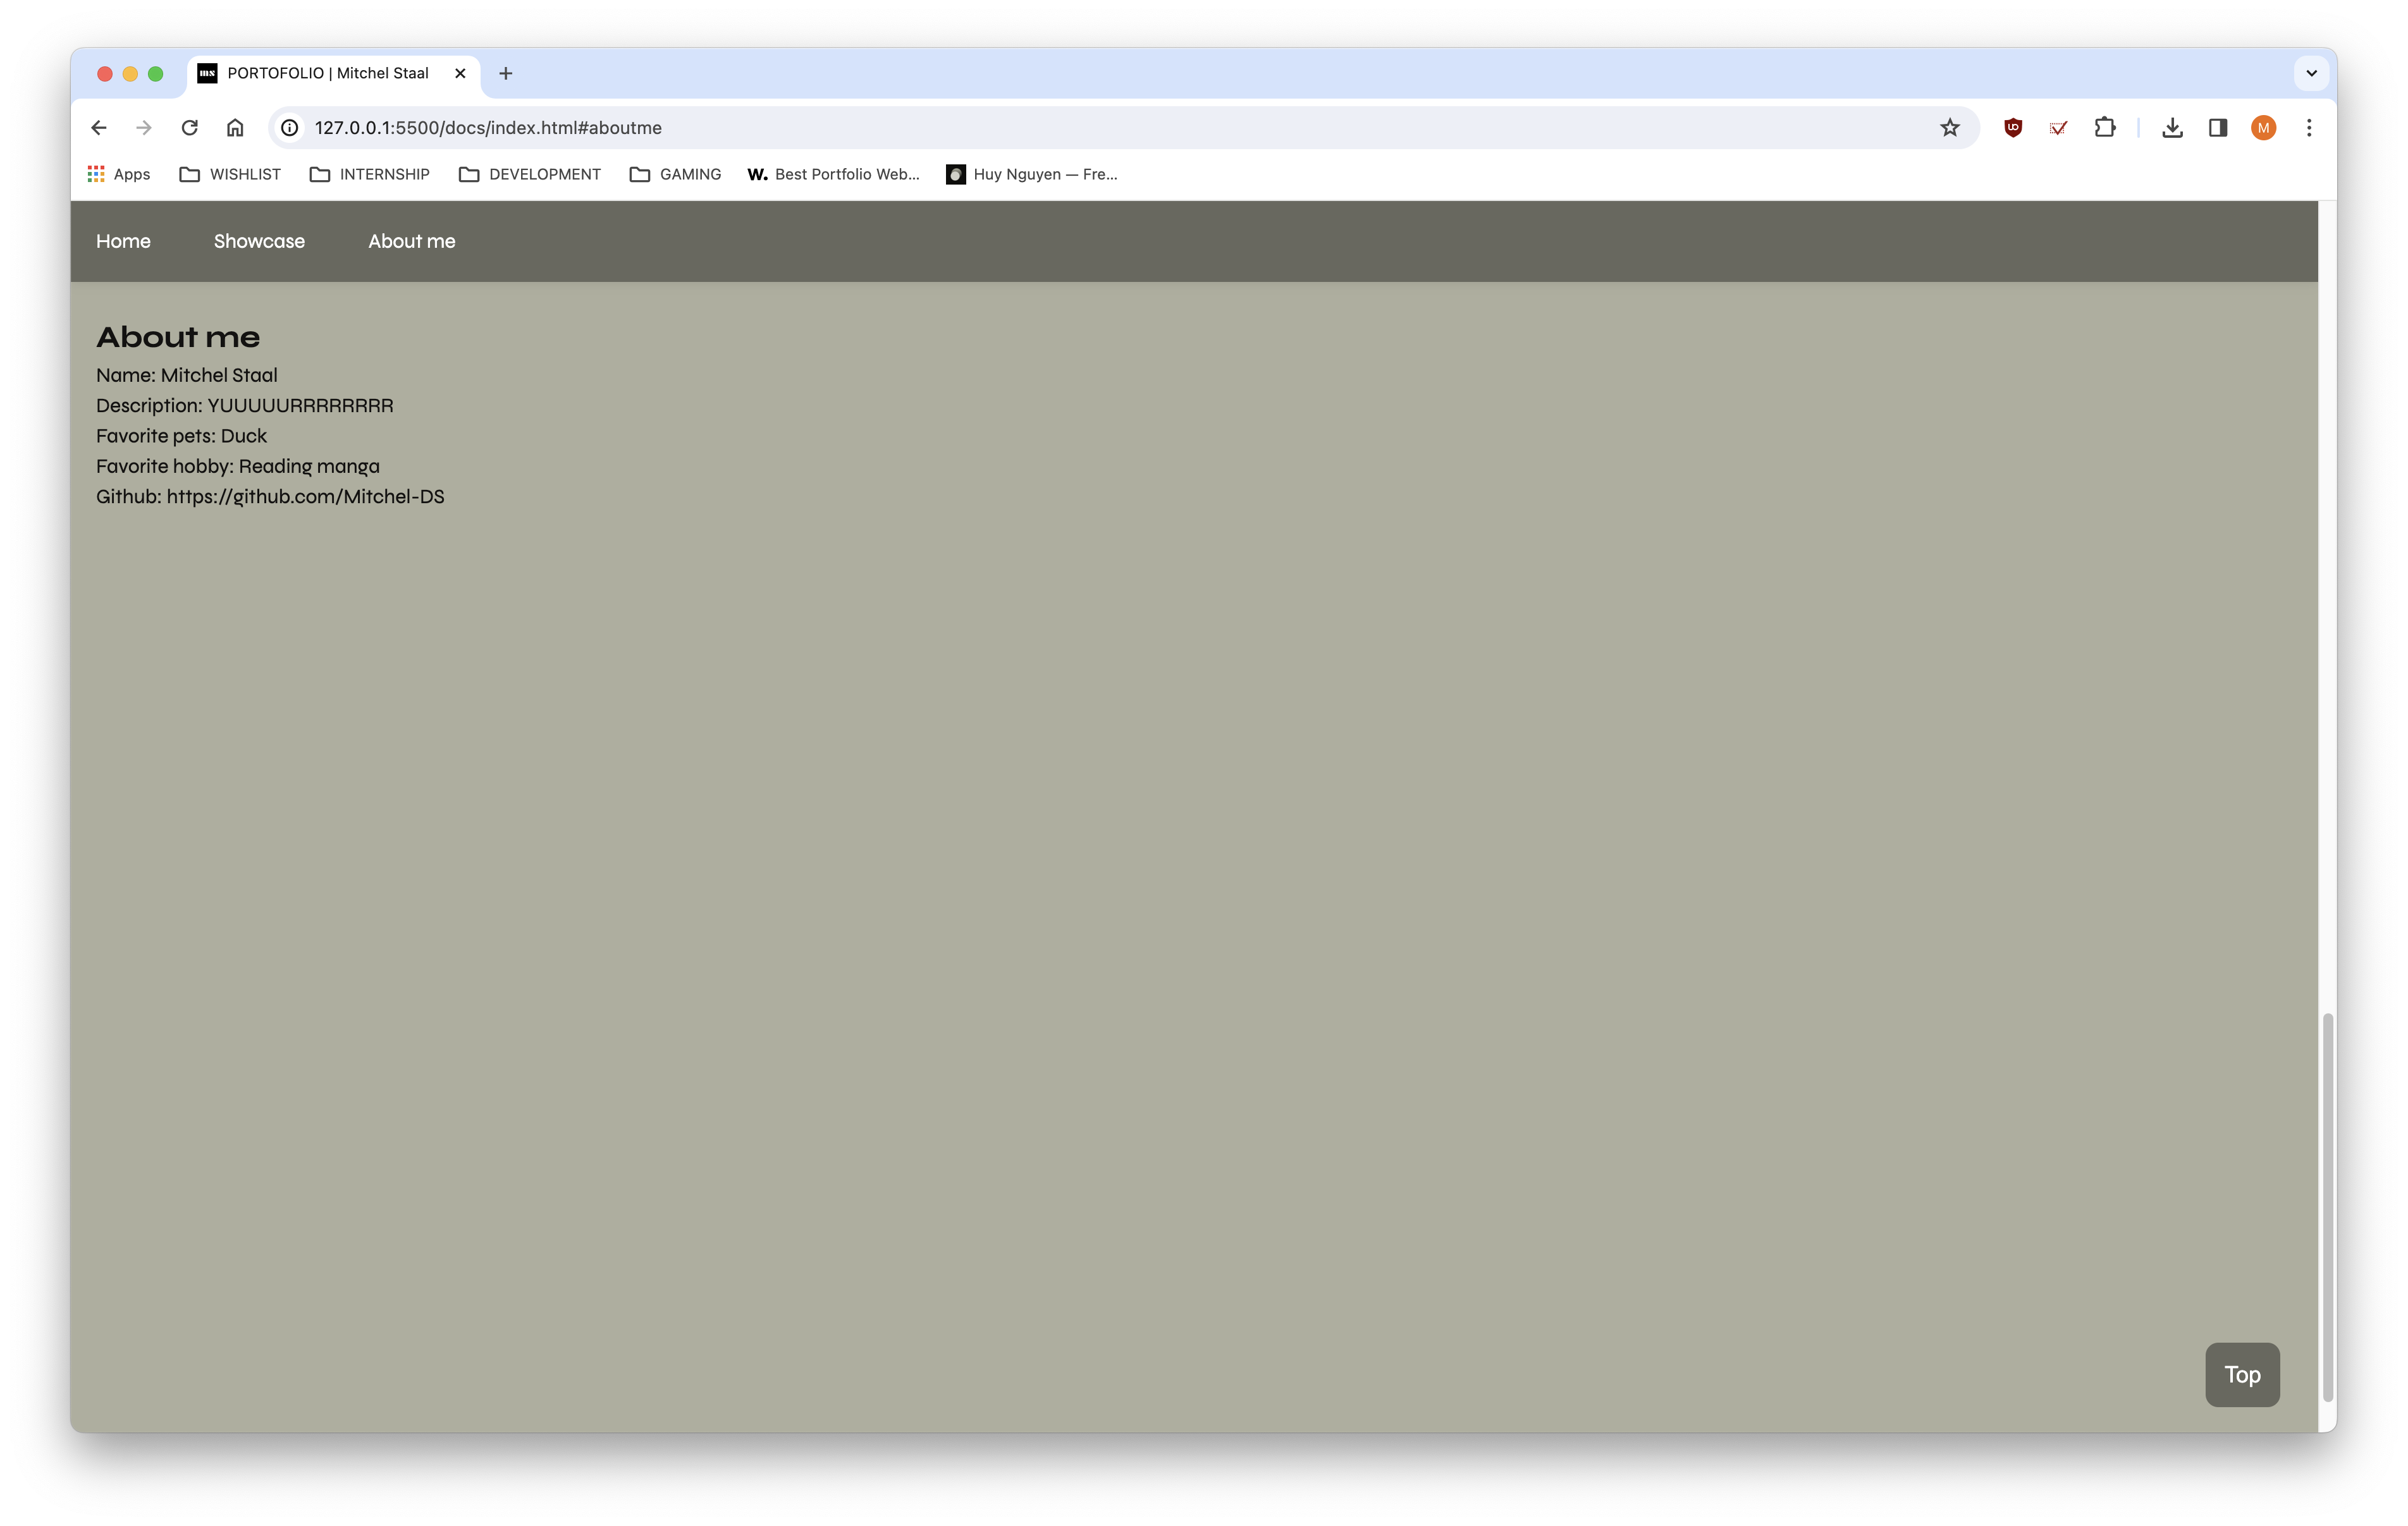 ms PORTOFOLIO | Mitchel Staal
127.0.0.1:5500/docs/index.html#aboutme
M
Apps WISHLIST INTERNSHIP DEVELOPMENT GAMING W. Best Portfolio Web... Huy Nguyen — Fre...
Home Showcase About me
About me
Name: Mitchel Staal
Description: YUUUUURRRRRRRR
Favorite pets: Duck
Favorite hobby: Reading manga
Github: https://github.com/Mitchel-DS
Top